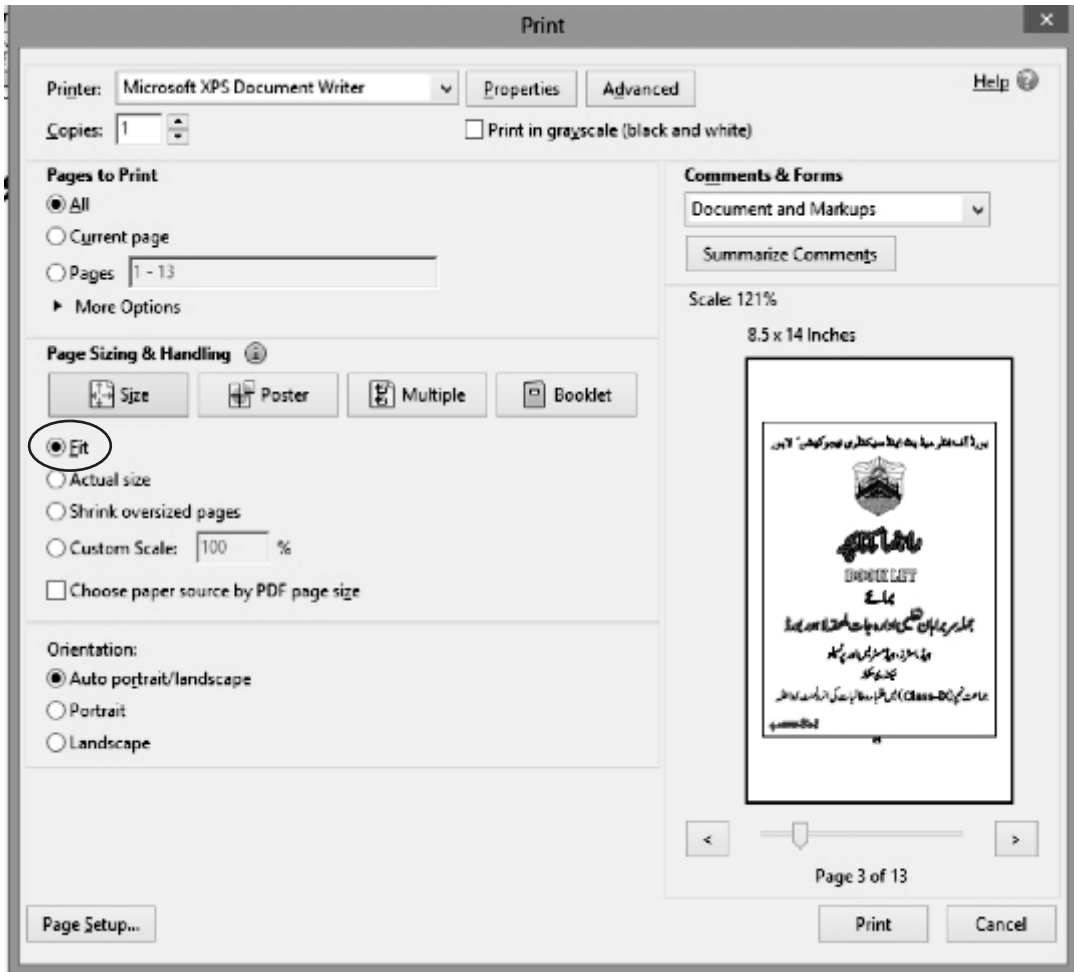 Print
Printer: Microsoft XPS Document Writer Properties Advanced Help
Copies: 1 Print in grayscale (black and white)
Pages to Print
All
Current page
Pages 1 - 13
More Options
Page Sizing & Handling
Size Poster Multiple Booklet
Fit
Actual size
Shrink oversized pages
Custom Scale: 100 %
Choose paper source by PDF page size
Orientation:
Auto portrait/landscape
Portrait
Landscape
Comments & Forms
Document and Markups
Summarize Comments
Scale: 121%
8.5 x 14 Inches
BOOKLET
برائے
(Class-IX)
< >
Page 3 of 13
Page Setup... Print Cancel